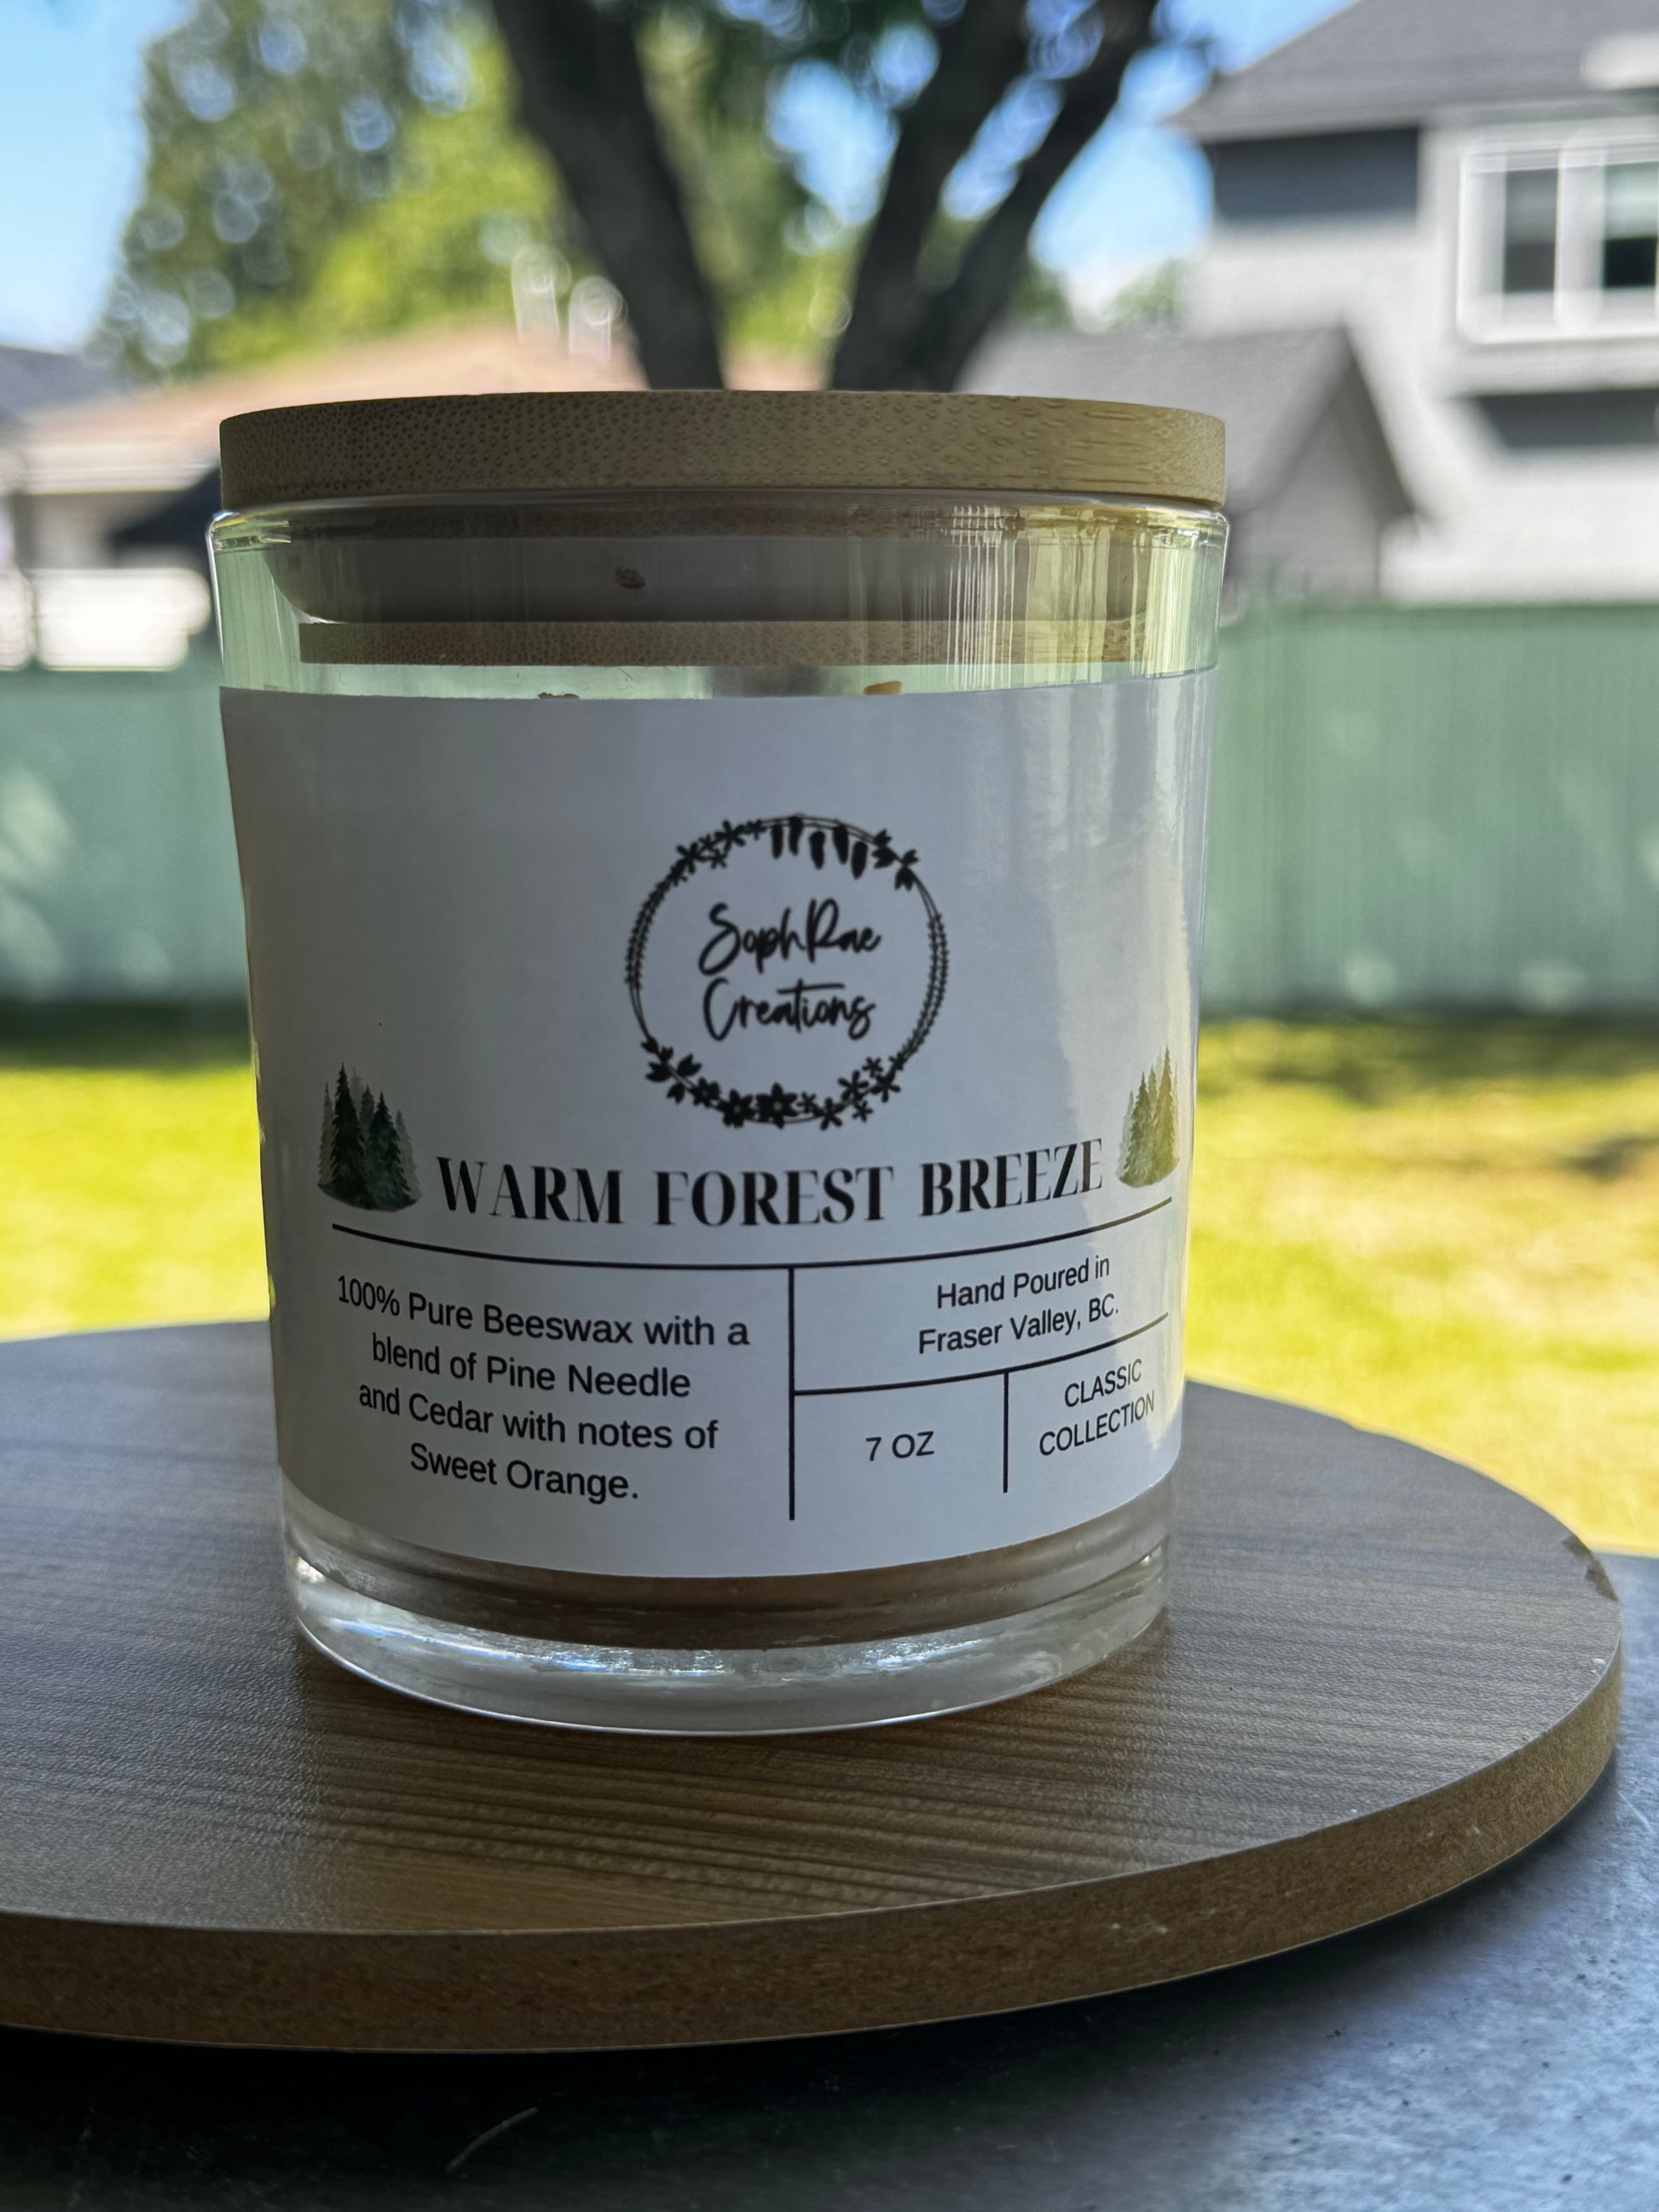 SophRae
Creations
WARM FOREST BREEZE
100% Pure Beeswax with a
blend of Pine Needle
and Cedar with notes of
Sweet Orange.
Hand Poured in
Fraser Valley, BC.
7 OZ
CLASSIC
COLLECTION